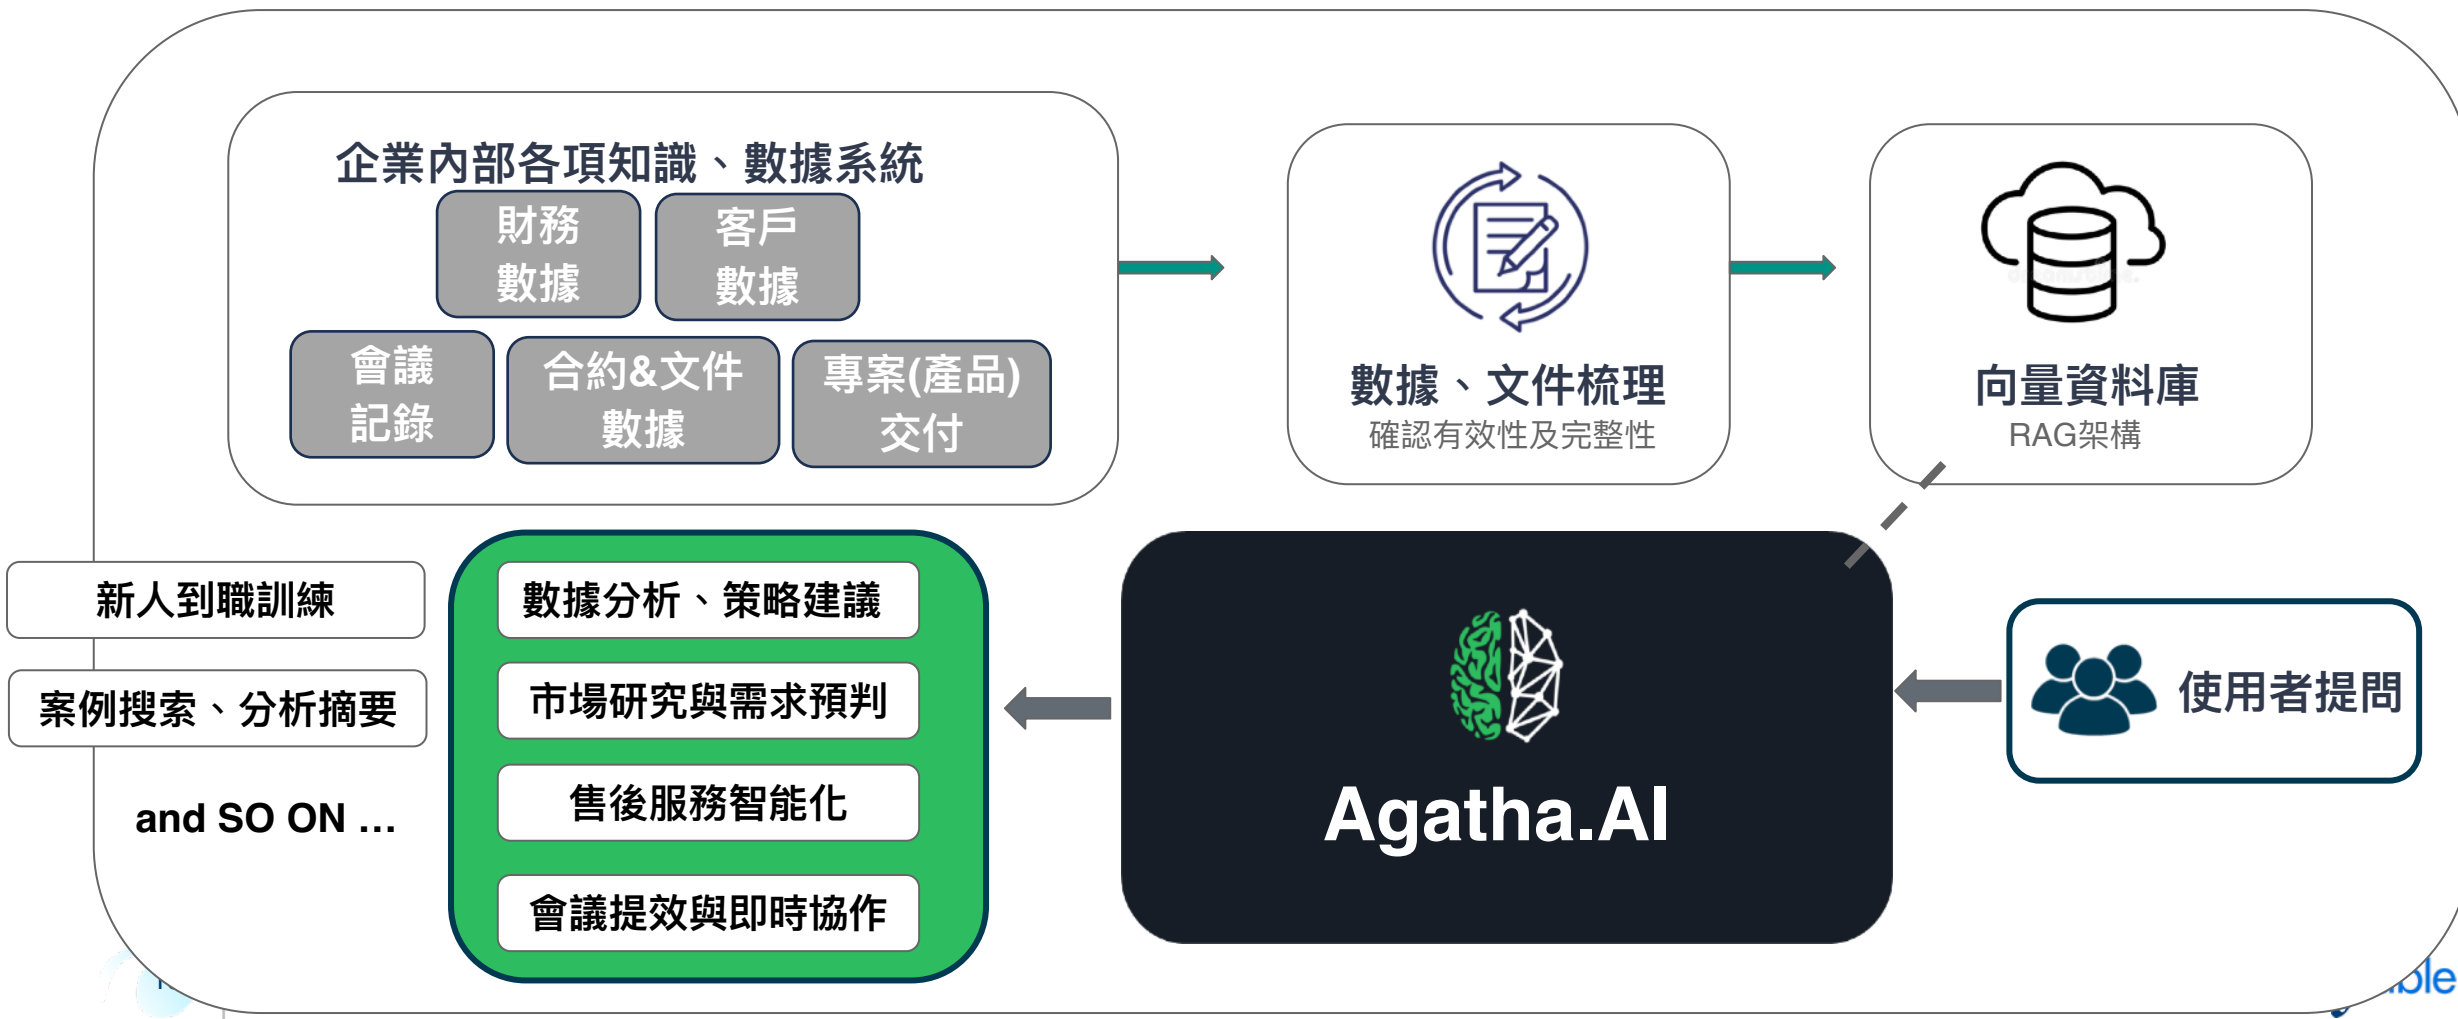 企業內部各項知識、數據系統
財務
數據
客戶
數據
會議
記錄
合約&文件
數據
專案(產品)
交付
數據、文件梳理
確認有效性及完整性
向量資料庫
RAG架構
新人到職訓練
案例搜索、分析摘要
and SO ON ...
數據分析、策略建議
市場研究與需求預判
售後服務智能化
會議提效與即時協作
Agatha.AI
使用者提問